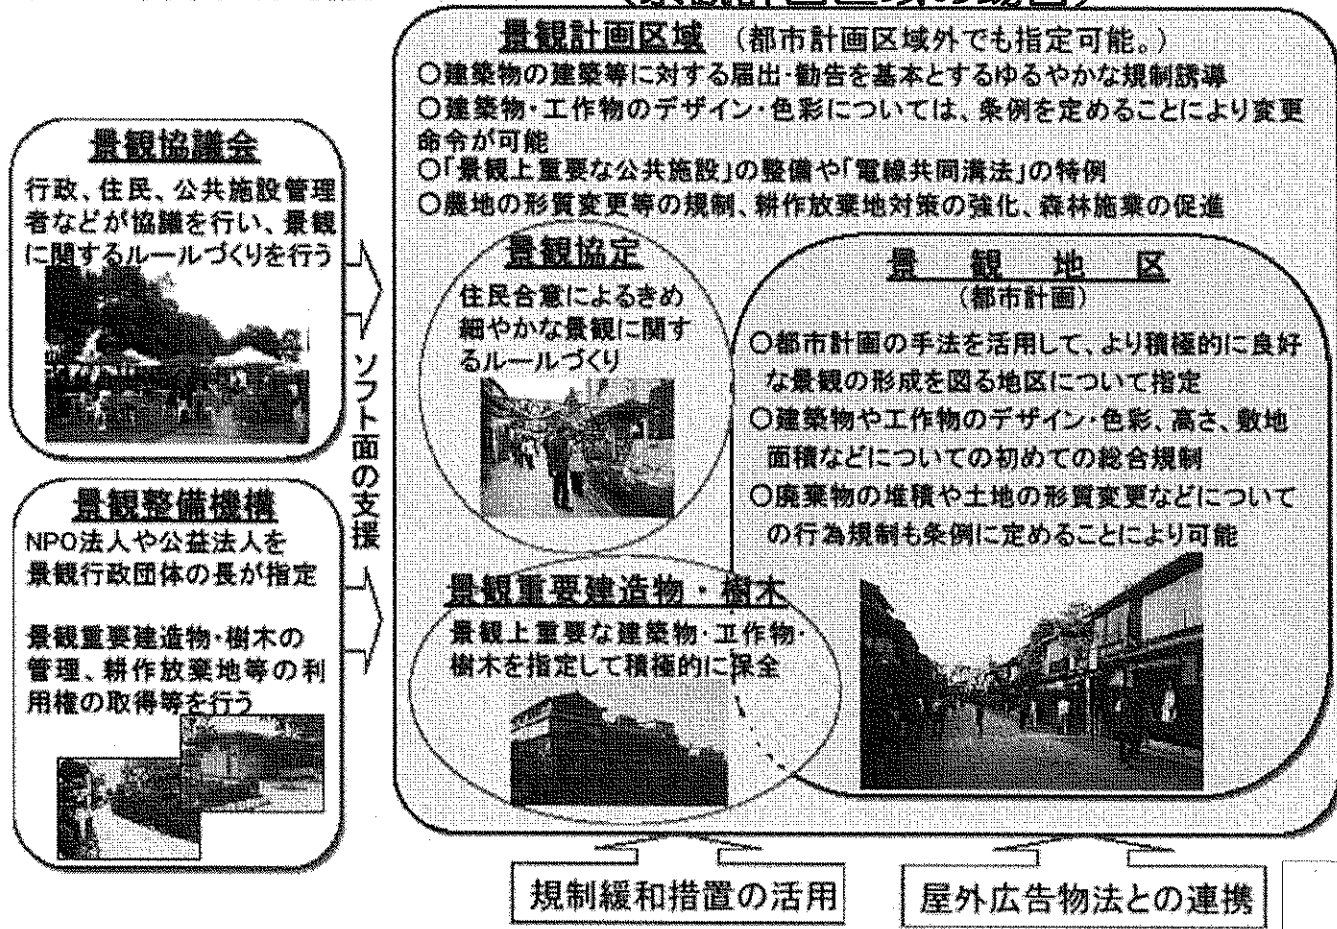 景観計画区域 (都市計画区域外でも指定可能。)
○建築物の建築等に対する届出・勧告を基本とするゆるやかな規制誘導
○建築物・工作物のデザイン・色彩については、条例を定めることにより変更
命令が可能
○「景観上重要な公共施設」の整備や「電線共同溝法」の特例
○農地の形質変更等の規制、耕作放棄地対策の強化、森林施業の促進
景観協議会
行政、住民、公共施設管理
者などが協議を行い、景観
に関するルールづくりを行う
景観整備機構
NPO法人や公益法人を
景観行政団体の長が指定
景観重要建造物・樹木の
管理、耕作放棄地等の利
用権の取得等を行う
ソフト面の支援
景観協定
住民合意によるきめ
細やかな景観に関す
るルールづくり
景観地区
(都市計画)
○都市計画の手法を活用して、より積極的に良好
な景観の形成を図る地区について指定
○建築物や工作物のデザイン・色彩、高さ、敷地
面積などについての初めての総合規制
○廃棄物の堆積や土地の形質変更などについて
の行為規制も条例に定めることにより可能
景観重要建造物・樹木
景観上重要な建築物・工作物・
樹木を指定して積極的に保全
規制緩和措置の活用
屋外広告物法との連携